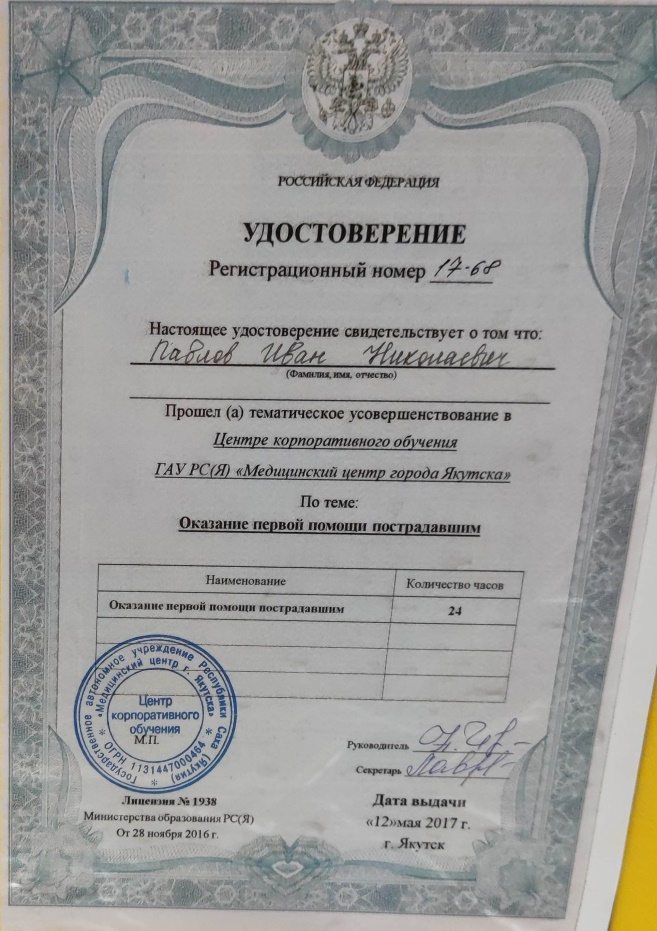 РОССИЙСКАЯ ФЕДЕРАЦИЯ
УДОСТОВЕРЕНИЕ
Регистрационный номер 17-68
Настоящее удостоверение свидетельствует о том что:
Павлов Иван Николаевич
(Фамилия, имя, отчество)
Прошел (а) тематическое усовершенствование в
Центре корпоративного обучения
ГАУ РС(Я) «Медицинский центр города Якутска»
По теме:
Оказание первой помощи пострадавшим
Наименование Количество часов
Оказание первой помощи пострадавшим 24
Государственное автономное учреждение Республики Саха (Якутия)
«Медицинский центр г. Якутска»
ОГРН 1131447000464
Центр
корпоративного
обучения
М.П.
Руководитель
Секретарь
Лицензия № 1938
Министерства образования РС(Я)
От 28 ноября 2016 г.
Дата выдачи
«12»мая 2017 г.
г. Якутск